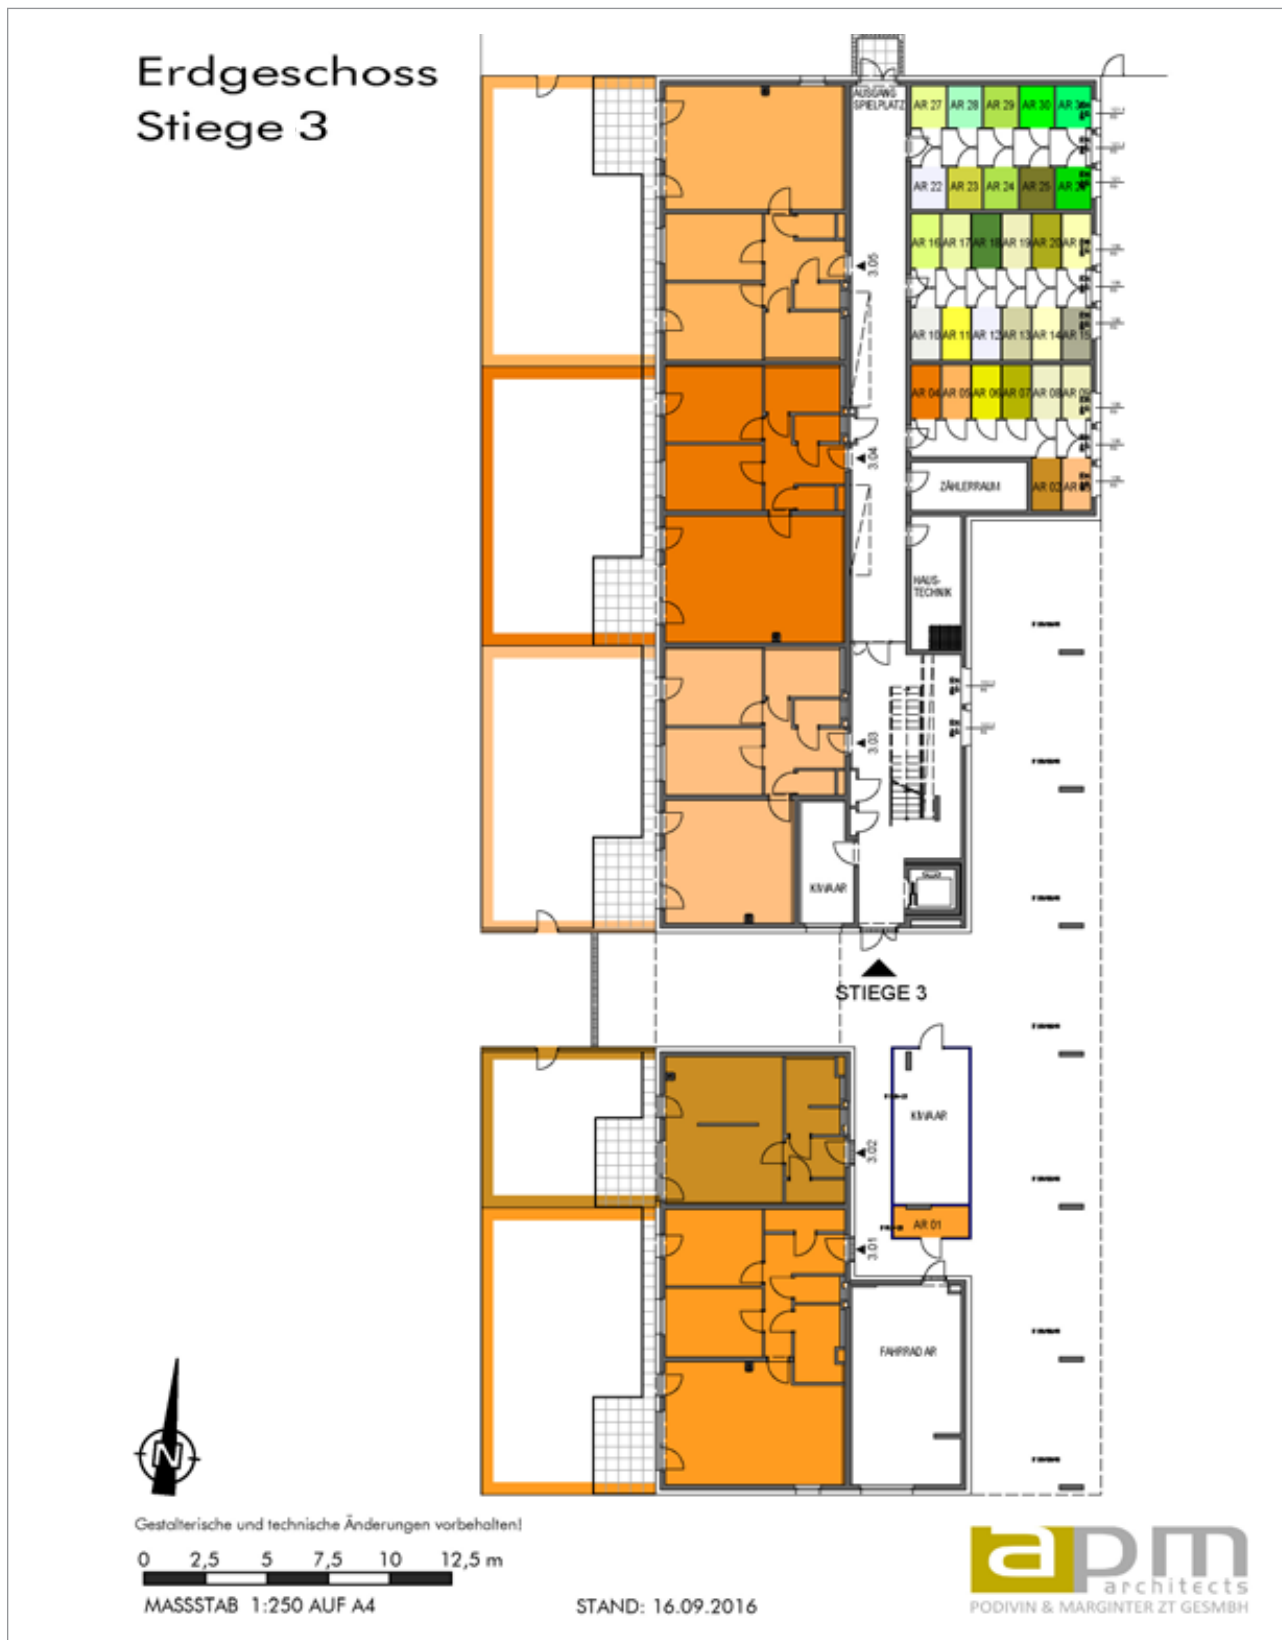 Erdgeschoss
Stiege 3
AUSGANG
SPIELPLATZ
AR 27 AR 28 AR 29 AR 30
AR 22 AR 23 AR 24 AR 25
AR 16 AR 17 AR 18 AR 19 AR 20
3.05
AR 10 AR 11 AR 12 AR 13 AR 14 AR 15
AR 04 AR 05 AR 06 AR 07 AR 08 AR 09
3.04
ZÄHLERRAUM
AR 02 AR
HAUS-
TECHNIK
3.03
KIWAAR
STIEGE 3
KIWAAR
3.02
AR 01
3.01
FAHRRAD AR
N
Gestalterische und technische Änderungen vorbehalten!
0 2,5 5 7,5 10 12,5 m
MASSSTAB 1:250 AUF A4
STAND: 16.09.2016
apm
architects
PODIVIN & MARGINTER ZT GESMBH